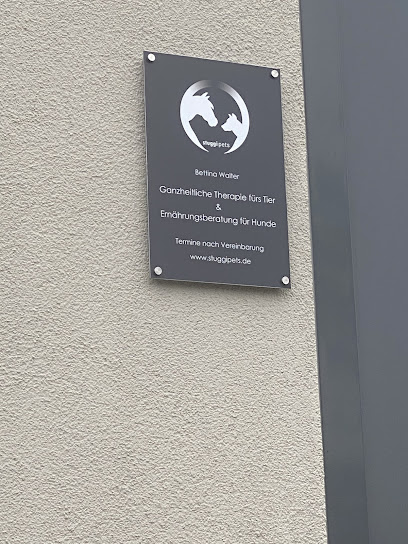 stuggipets
Bettina Walter
Ganzheitliche Therapie fürs Tier
&
Ernährungsberatung für Hunde
Termine nach Vereinbarung
www.stuggipets.de